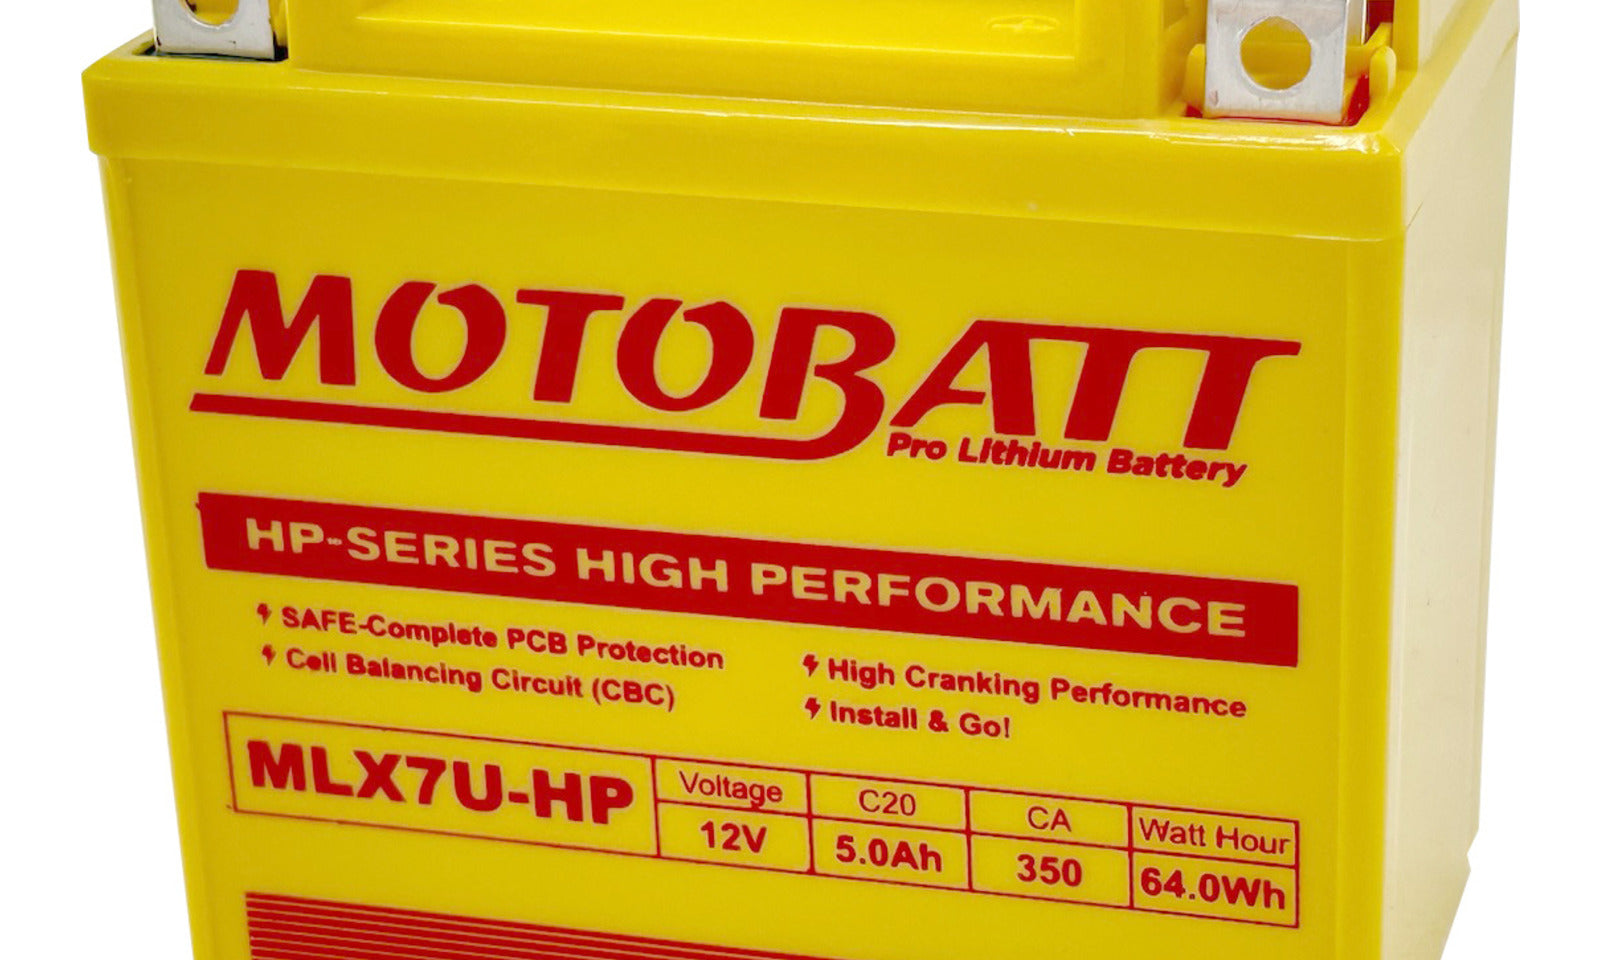 MOTOBATT
Pro Lithium Battery
HP-SERIES HIGH PERFORMANCE
SAFE-Complete PCB Protection
Cell Balancing Circuit (CBC)
High Cranking Performance
Install & Go!
MLX7U-HP
Voltage C20 CA Watt Hour
12V 5.0Ah 350 64.0Wh